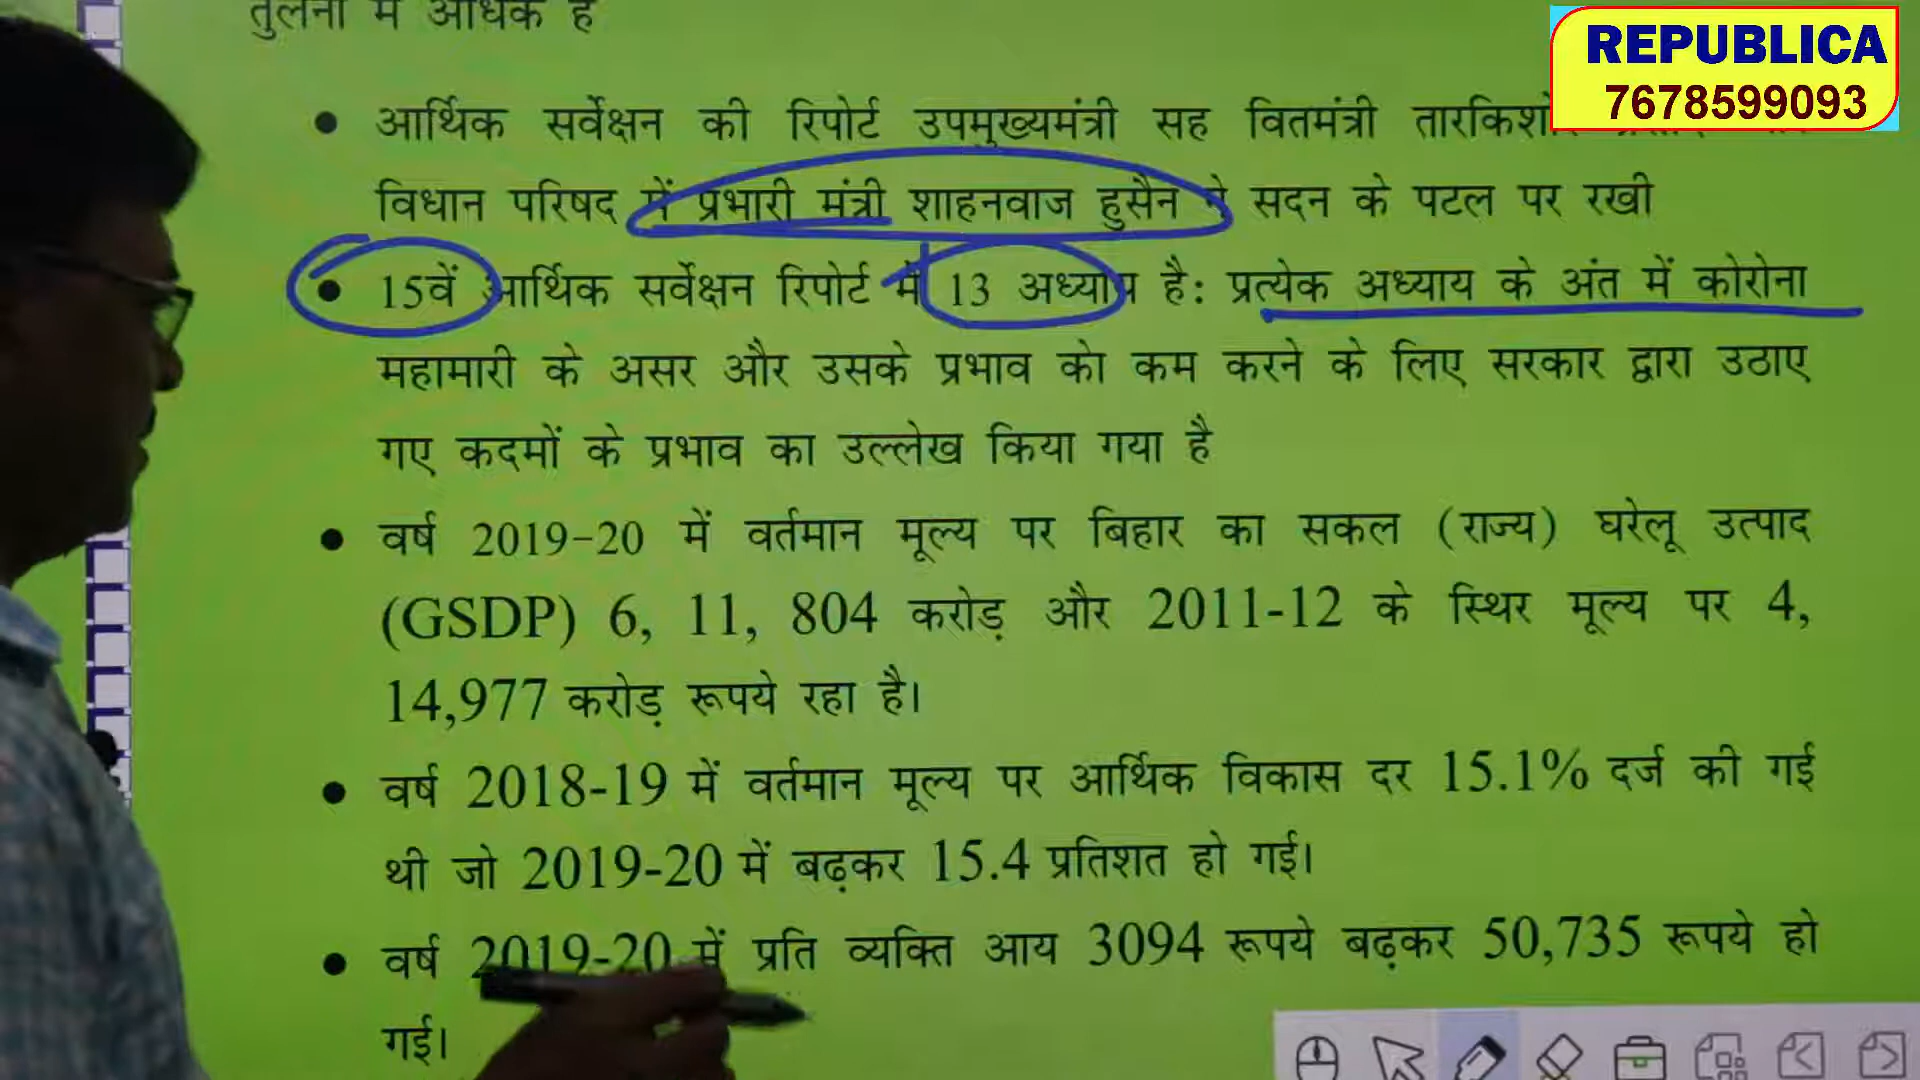 तुलना में अधिक है
REPUBLICA
7678599093
• आर्थिक सर्वेक्षन की रिपोर्ट उपमुख्यमंत्री सह वितमंत्री
विधान परिषद में प्रभारी मंत्री शाहनवाज हुसैन ने सदन के पटल पर रखी
• 15वें आर्थिक सर्वेक्षन रिपोर्ट में 13 अध्याय है: प्रत्येक अध्याय के अंत में कोरोना
महामारी के असर और उसके प्रभाव को कम करने के लिए सरकार द्वारा उठाए
गए कदमों के प्रभाव का उल्लेख किया गया है
• वर्ष 2019-20 में वर्तमान मूल्य पर बिहार का सकल (राज्य) घरेलू उत्पाद
(GSDP) 6, 11, 804 करोड़ और 2011-12 के स्थिर मूल्य पर 4,
14,977 करोड़ रूपये रहा है।
• वर्ष 2018-19 में वर्तमान मूल्य पर आर्थिक विकास दर 15.1% दर्ज की गई
थी जो 2019-20 में बढ़कर 15.4 प्रतिशत हो गई।
• वर्ष 2019-20 में प्रति व्यक्ति आय 3094 रूपये बढ़कर 50,735 रूपये हो
गई।